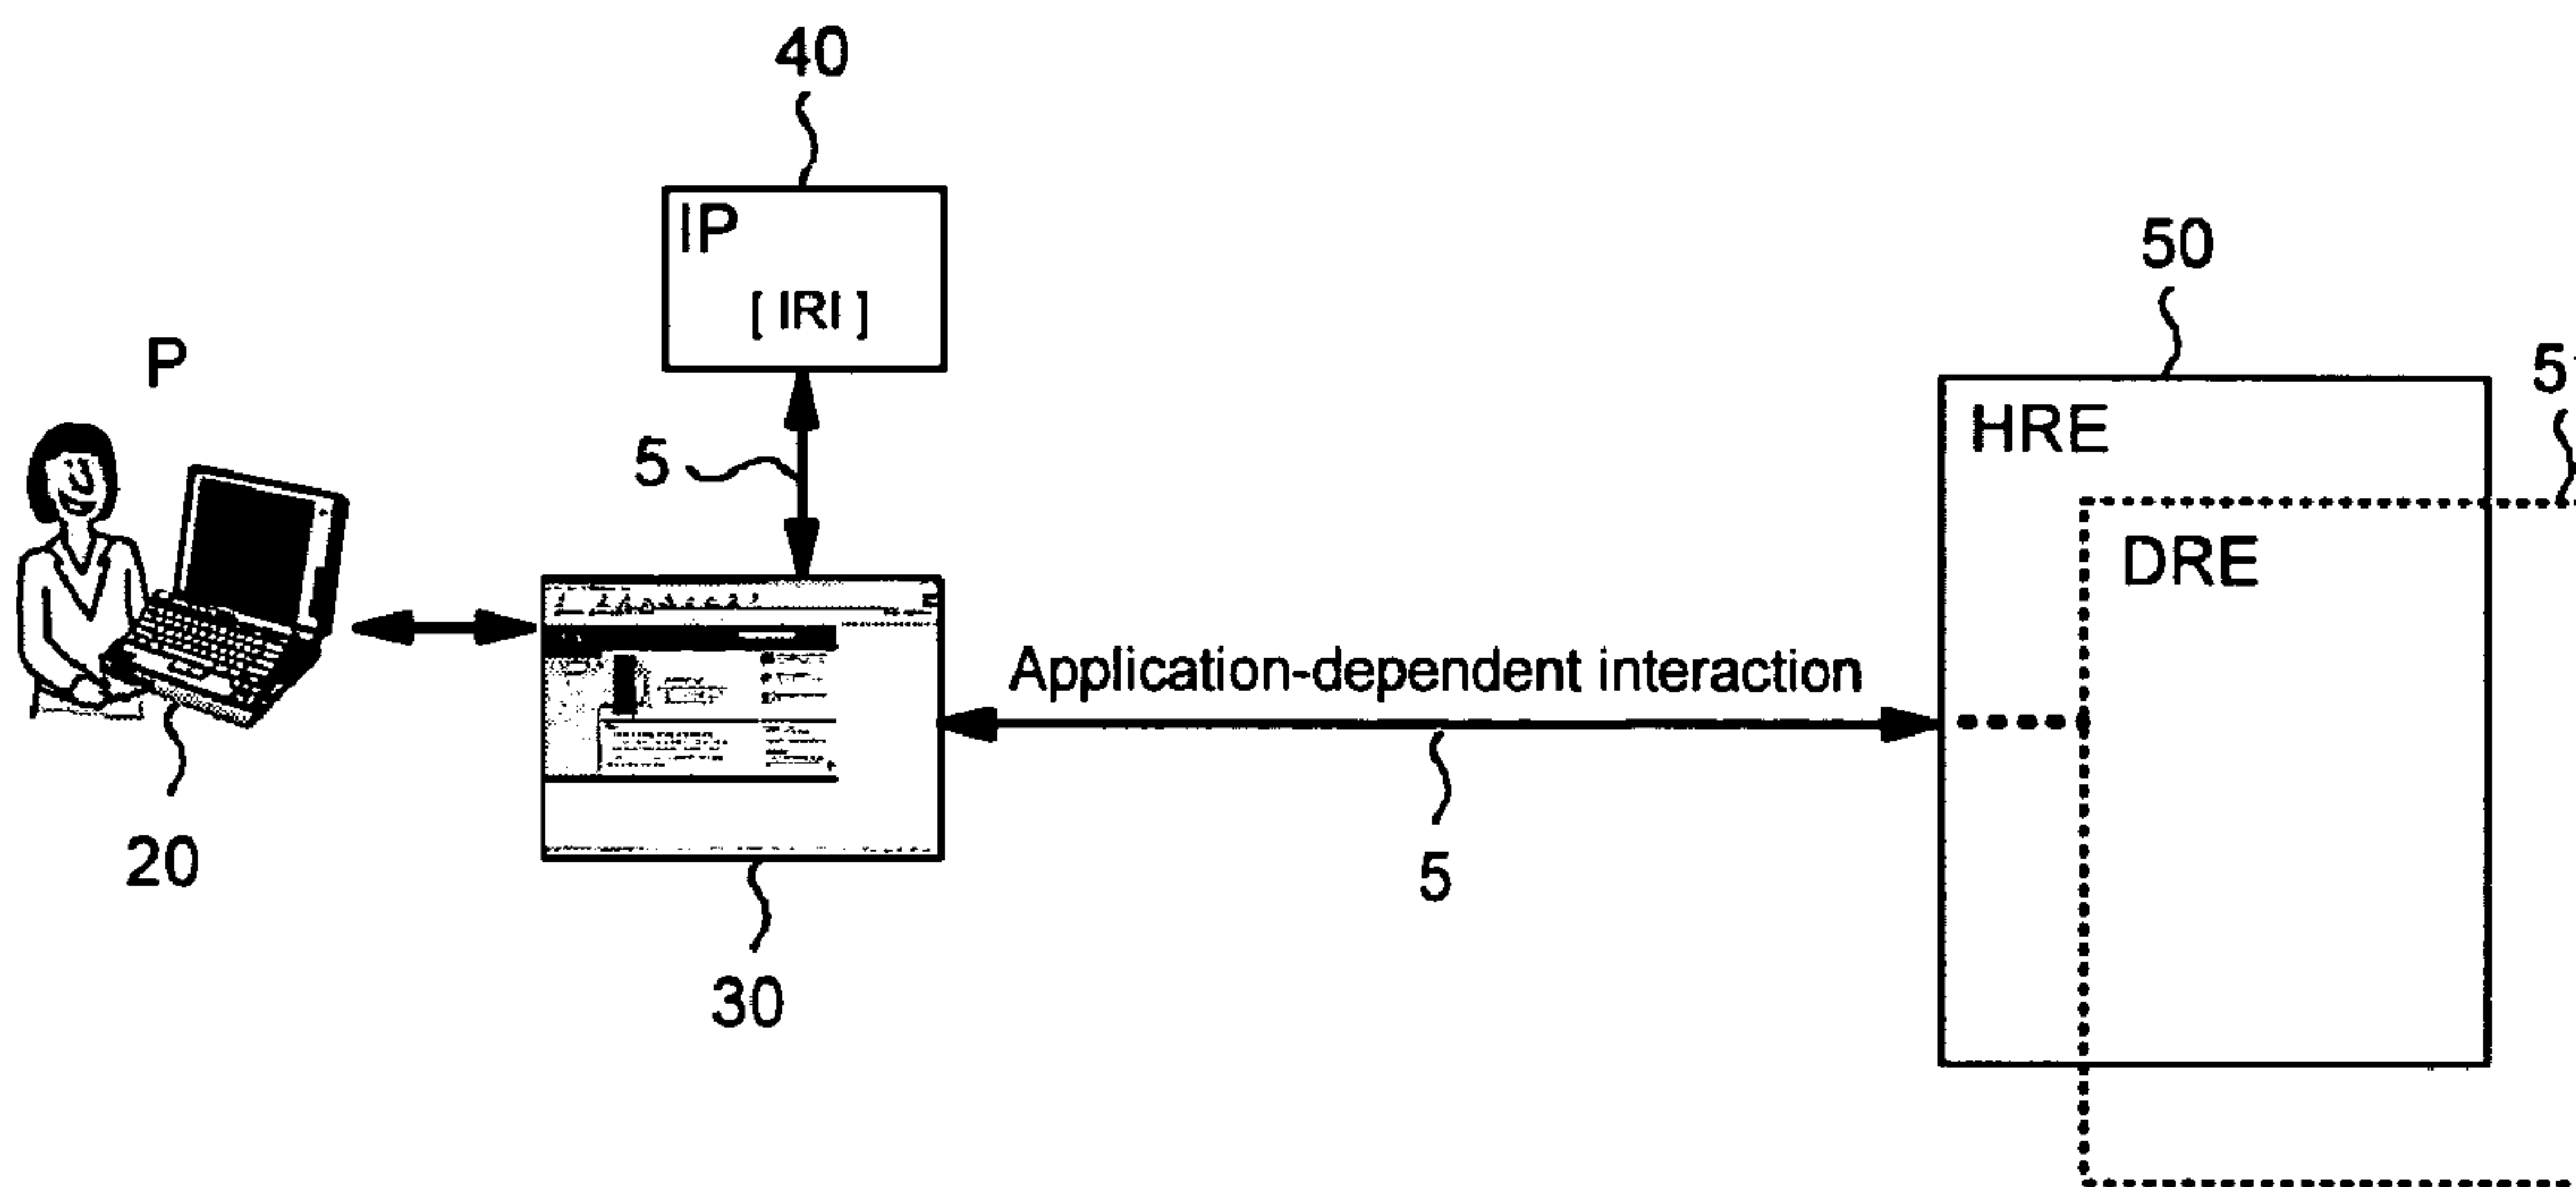 40
IP
[ IRI ]
50
P
5
HRE
5
DRE
Application-dependent interaction
20
5
30